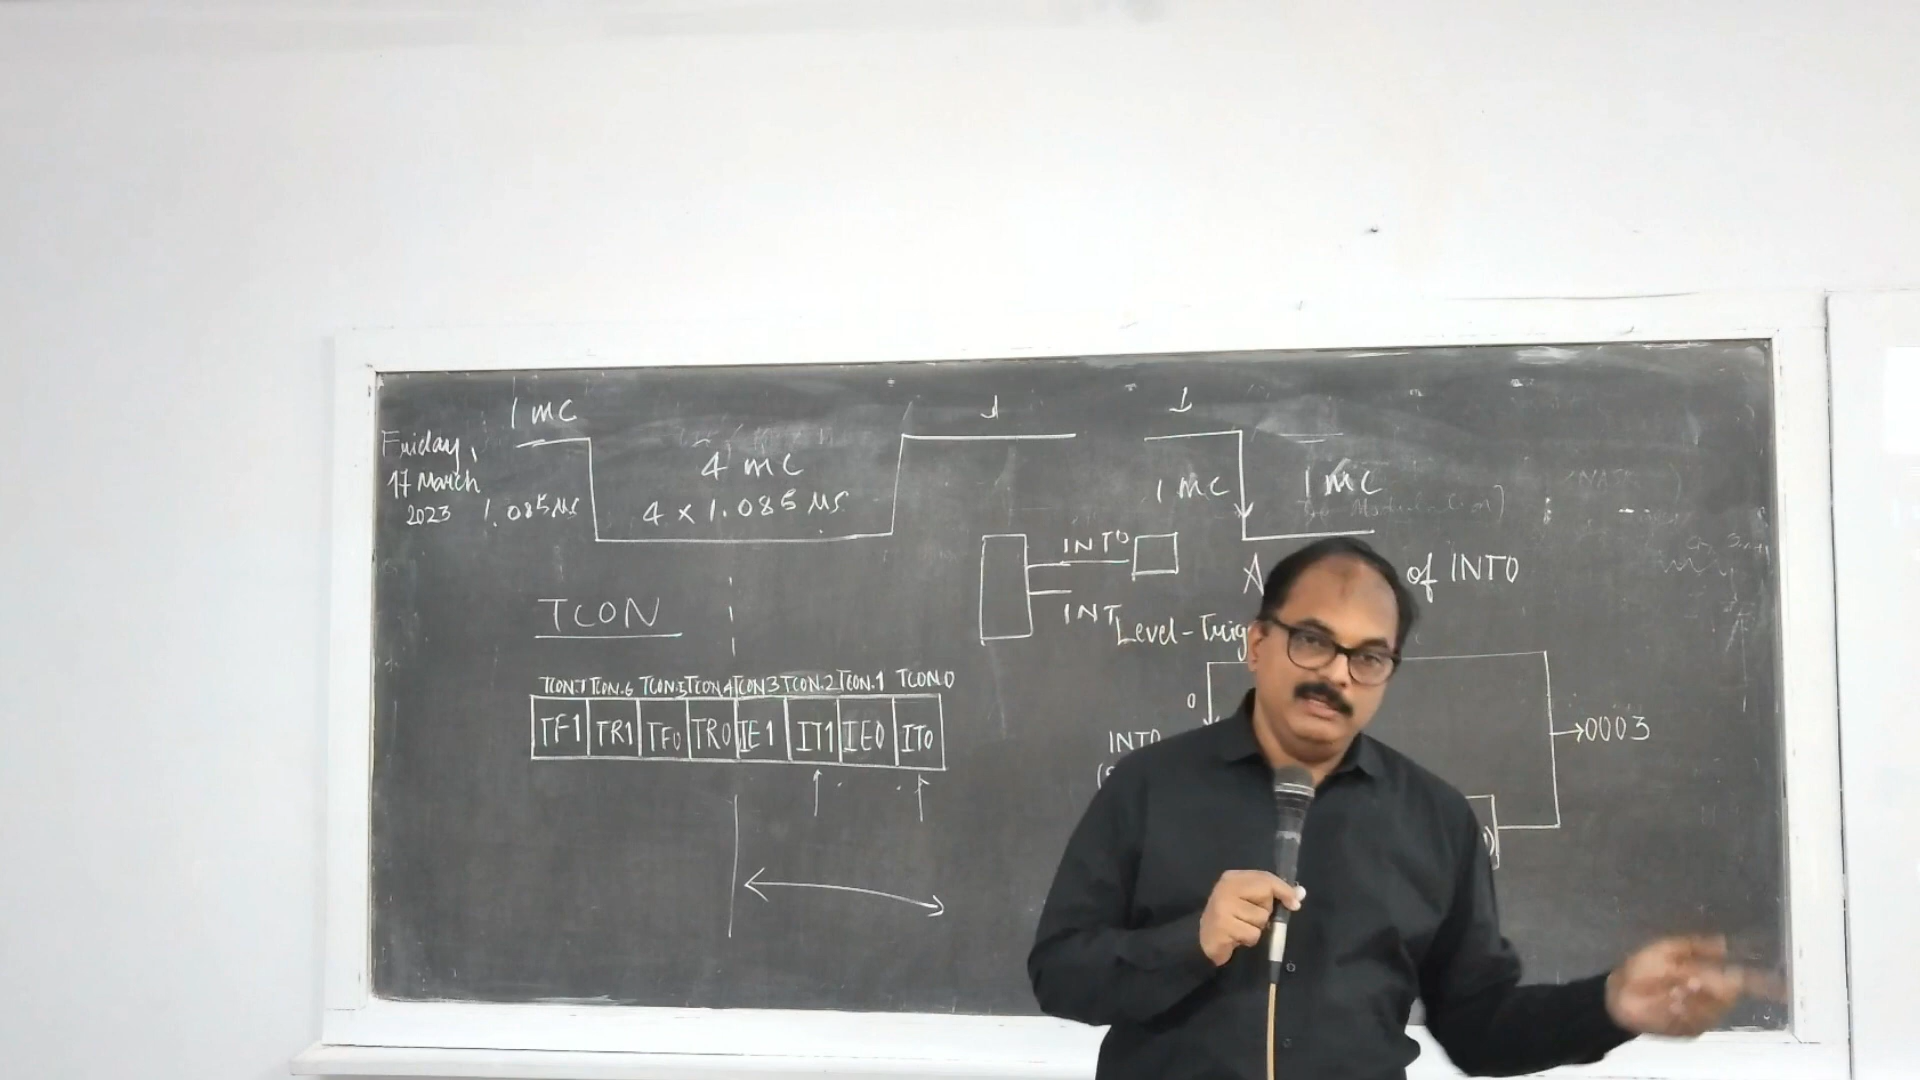 1 MC
Friday,
17 March
2023
1.085 μs
4 MC
4 × 1.085 μs
1
1
1 MC
1 MC
INT0
INT
of INT0
Level-Trig
TCON
TCON.7 TCON.6 TCON.5 TCON.4 TCON.3 TCON.2 TCON.1 TCON.0
TF1 TR1 TF0 TR0 IE1 IT1 IE0 IT0
0
INT0
0003